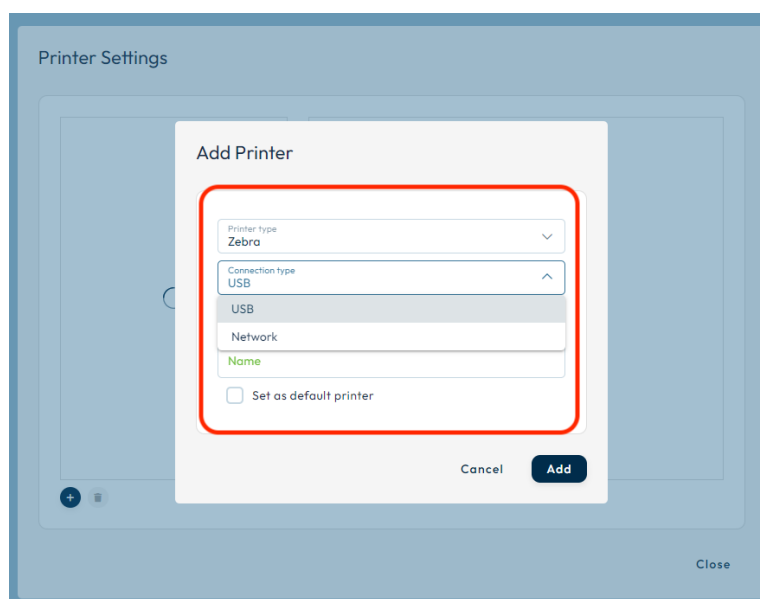 Printer Settings
Add Printer
Printer type
Zebra
Connection type
USB
USB
Network
Name
Set as default printer
Cancel
Add
Close